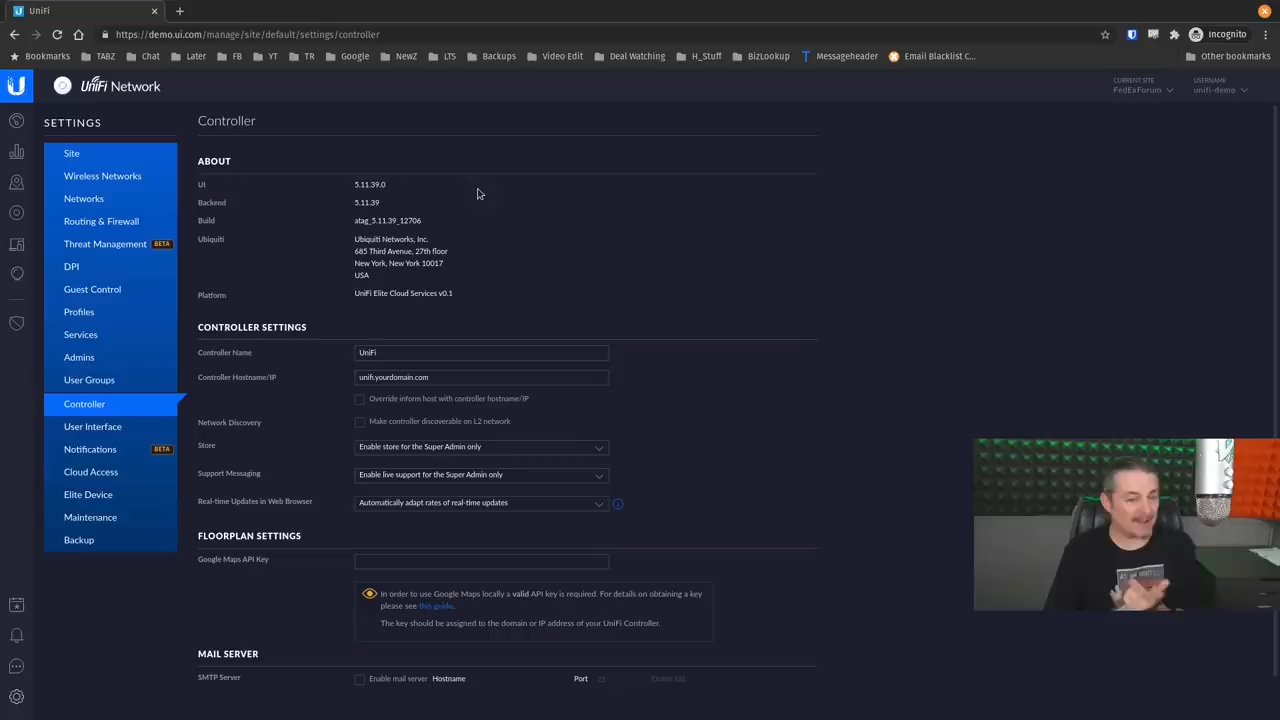 UniFi
https://demo.ui.com/manage/site/default/settings/controller
Incognito
Bookmarks TABZ Chat Later FB YT TR Google NewZ LTS Backups Video Edit Deal Watching H_Stuff BizLookup Messageheader Email Blacklist C... Other bookmarks
UniFi Network
CURRENT SITE
FedExForum
USERNAME
unifi-demo
SETTINGS
Site
Wireless Networks
Networks
Routing & Firewall
Threat Management BETA
DPI
Guest Control
Profiles
Services
Admins
User Groups
Controller
User Interface
Notifications BETA
Cloud Access
Elite Device
Maintenance
Backup
Controller
ABOUT
UI 5.11.39.0
Backend 5.11.39
Build atag_5.11.39_12706
Ubiquiti Ubiquiti Networks, Inc.
685 Third Avenue, 27th floor
New York, New York 10017
USA
Platform UniFi Elite Cloud Services v0.1
CONTROLLER SETTINGS
Controller Name UniFi
Controller Hostname/IP unifi.yourdomain.com
Override inform host with controller hostname/IP
Network Discovery Make controller discoverable on L2 network
Store Enable store for the Super Admin only
Support Messaging Enable live support for the Super Admin only
Real-time Updates in Web Browser Automatically adapt rates of real-time updates
FLOORPLAN SETTINGS
Google Maps API Key
In order to use Google Maps locally a valid API key is required. For details on obtaining a key
please see this guide.
The key should be assigned to the domain or IP address of your UniFi Controller.
MAIL SERVER
SMTP Server Enable mail server Hostname Port 25 Enable SSL